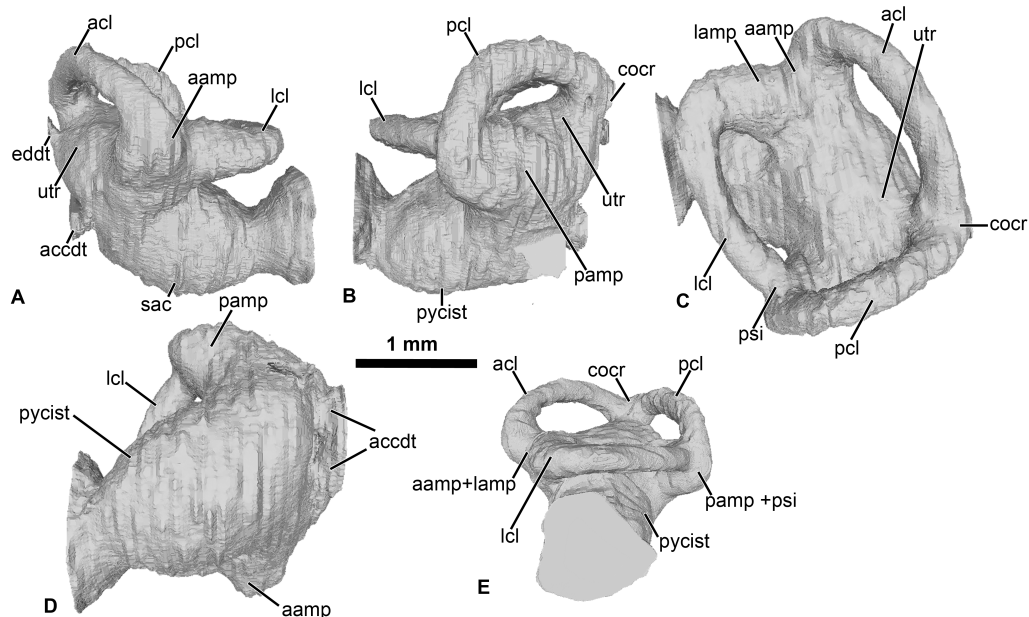 acl
pcl
aamp
lcl
eddt
utr
accdt
sac
A
pcl
lcl
cocr
utr
pamp
pycist
B
lamp
aamp
acl
utr
cocr
lcl
psi
pcl
C
pamp
lcl
pycist
accdt
aamp
D
1 mm
acl
cocr
pcl
aamp+lamp
lcl
pamp +psi
pycist
E